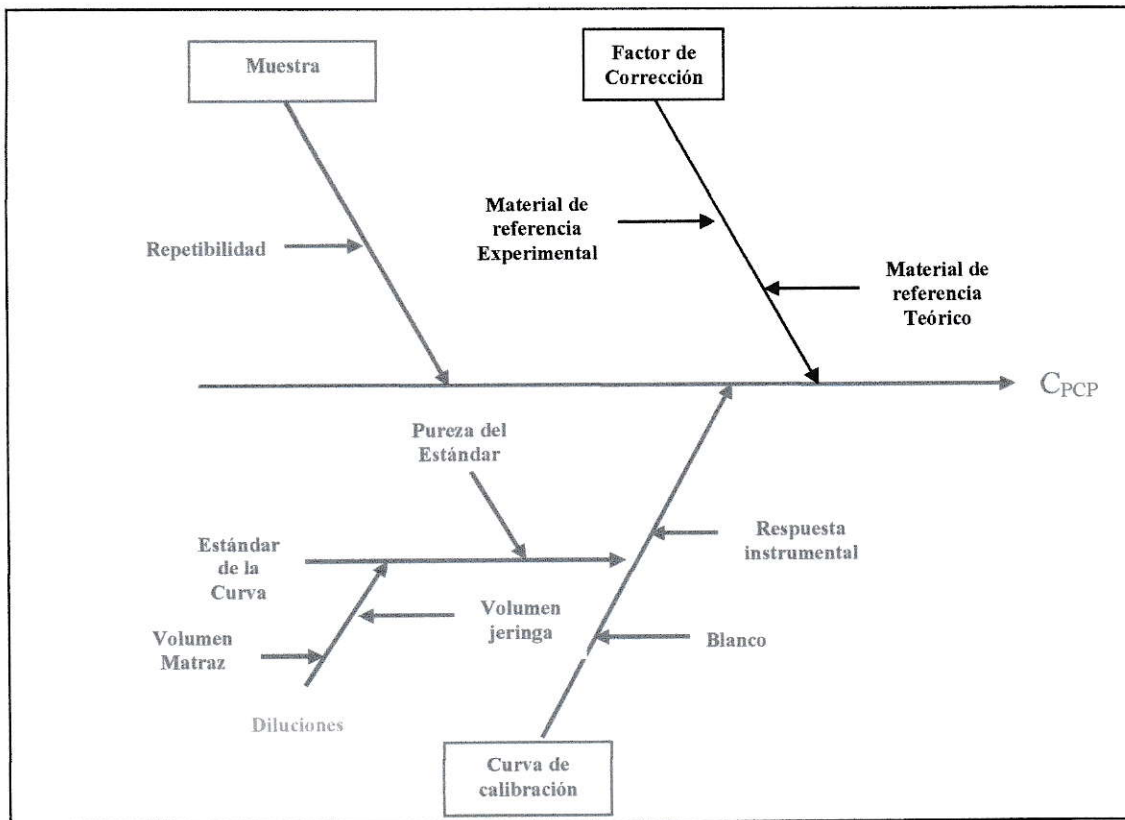 Muestra
Factor de
Corrección
Material de
referencia
Experimental
Repetibilidad
Material de
referencia
Teórico
C_PCP
Pureza del
Estándar
Estándar
de la
Curva
Respuesta
instrumental
Volumen
jeringa
Volumen
Matraz
Blanco
Diluciones
Curva de
calibración